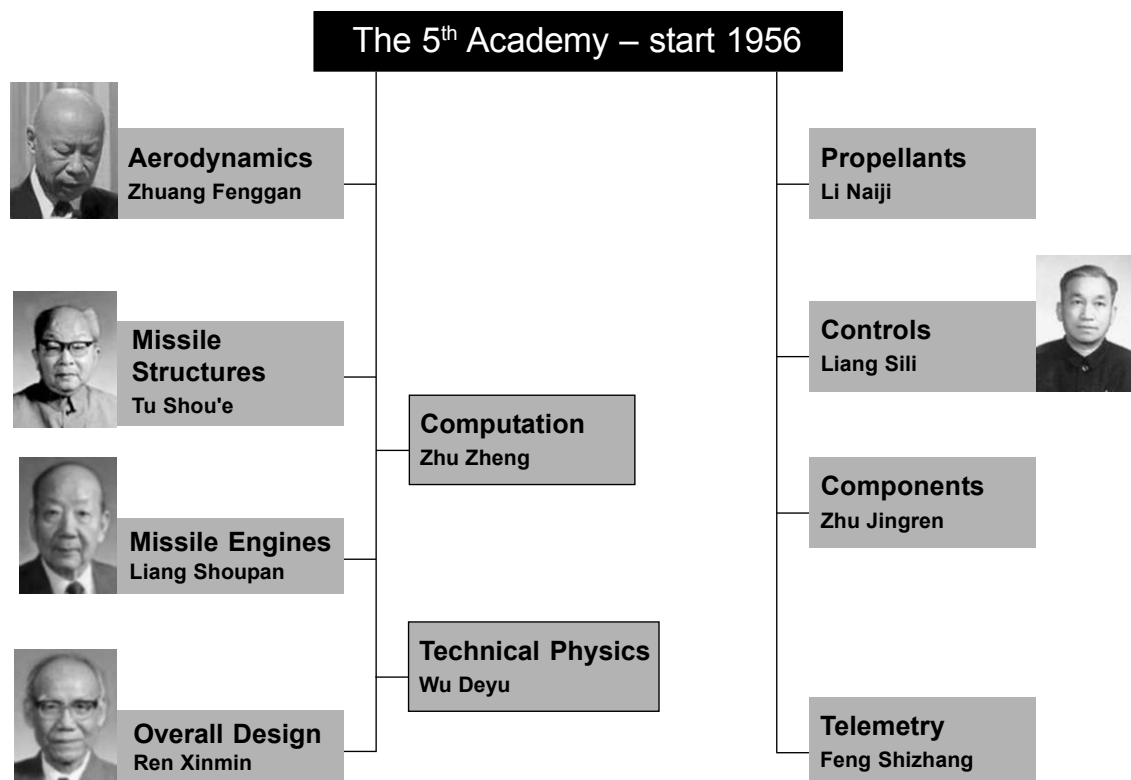 The 5th Academy – start 1956
Aerodynamics
Zhuang Fenggan
Missile
Structures
Tu Shou'e
Missile Engines
Liang Shoupan
Overall Design
Ren Xinmin
Computation
Zhu Zheng
Technical Physics
Wu Deyu
Propellants
Li Naiji
Controls
Liang Sili
Components
Zhu Jingren
Telemetry
Feng Shizhang